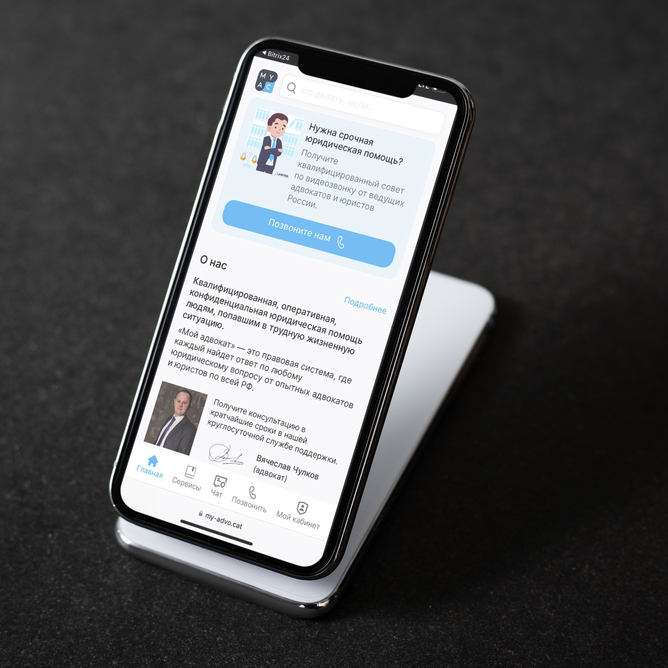 ◀ Bitrix24
LTE
MY
AC
что делать, если...
Нужна срочная
юридическая помощь?
Получите
квалифицированный совет
по видеозвонку от ведущих
адвокатов и юристов
России.
Позвоните нам
О нас
Подробнее
Квалифицированная, оперативная,
конфиденциальная юридическая помощь
людям, попавшим в трудную жизненную
ситуацию.
«Мой адвокат» — это правовая система, где
каждый найдет ответ по любому
юридическому вопросу от опытных адвокатов
и юристов по всей РФ.
Получите консультацию в
кратчайшие сроки в нашей
круглосуточной службе поддержки.
Вячеслав Чулков
(адвокат)
Главная
Сервисы
Чат
Позвонить
Мой кабинет
my-advo.cat